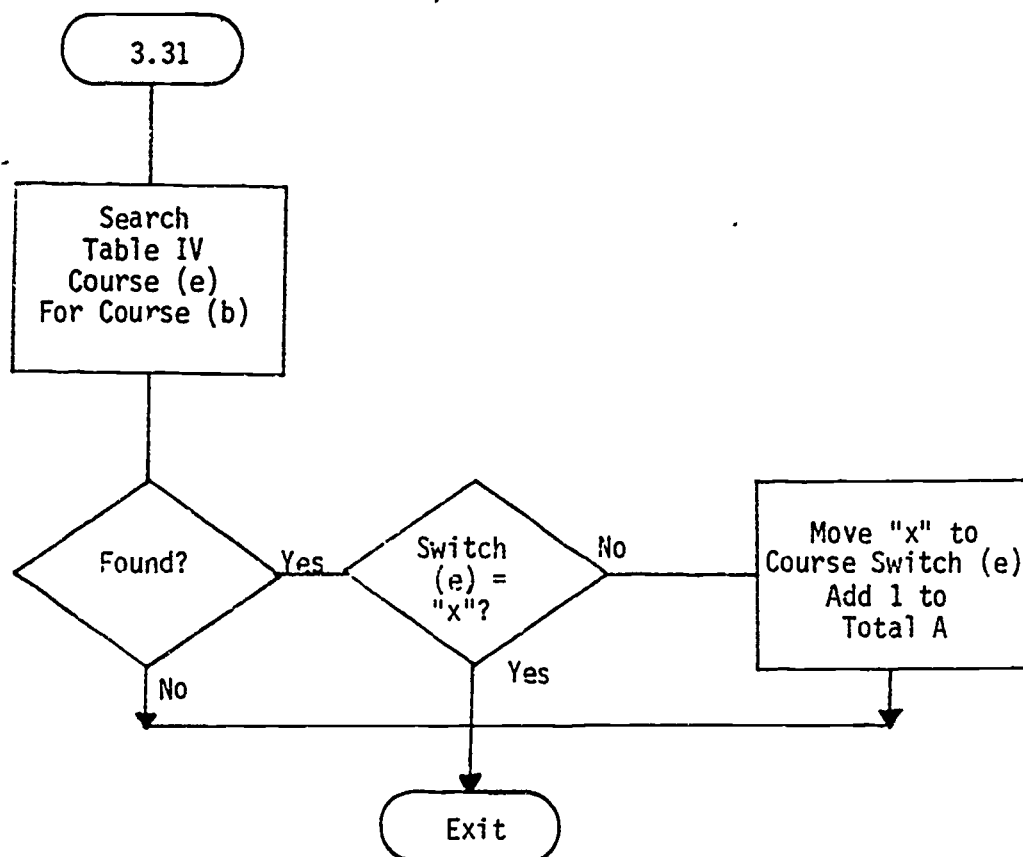 3.31
Search
Table IV
Course (e)
For Course (b)
Found?
Yes
No
Switch
(e) =
"x"?
No
Yes
Move "x" to
Course Switch (e)
Add 1 to
Total A
Exit